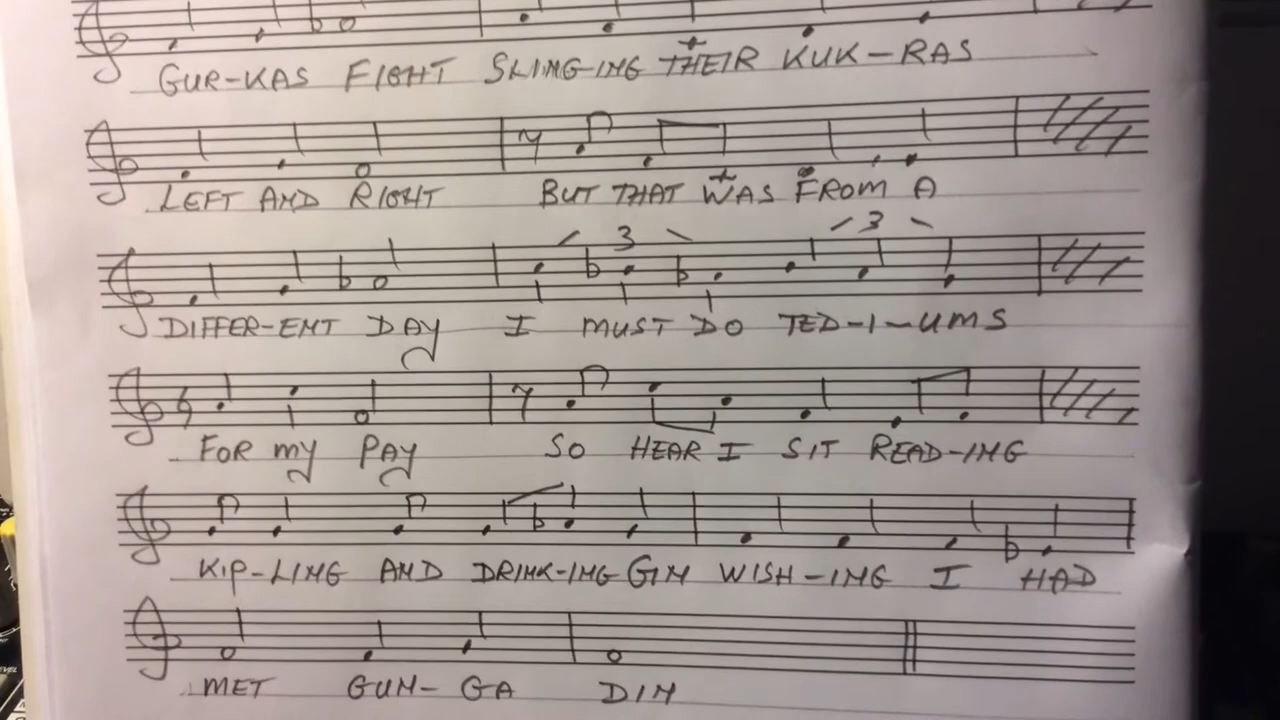 GUR-KAS FIGHT SLING-ING THEIR KUK-RAS
LEFT AND RIGHT BUT THAT WAS FROM A
3 3
DIFFER-ENT DAY I MUST DO TED-I-UMS
FOR MY PAY SO HEAR I SIT READ-ING
KIP-LING AND DRINK-ING GIN WISH-ING I HAD
MET GUN-GA DIN